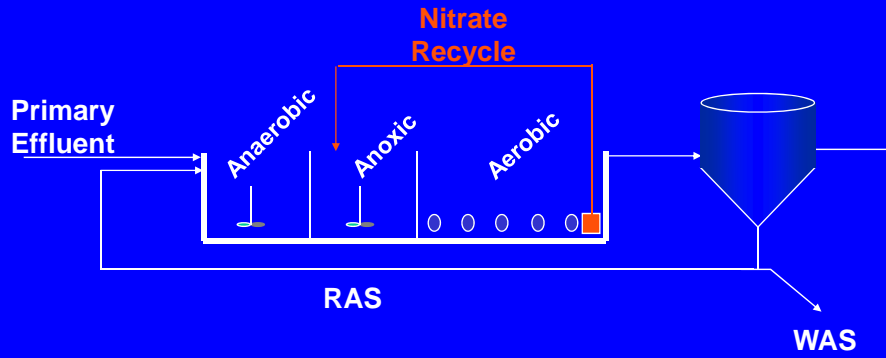 Nitrate
Recycle
Primary
Effluent
Anaerobic
Anoxic
Aerobic
RAS
WAS